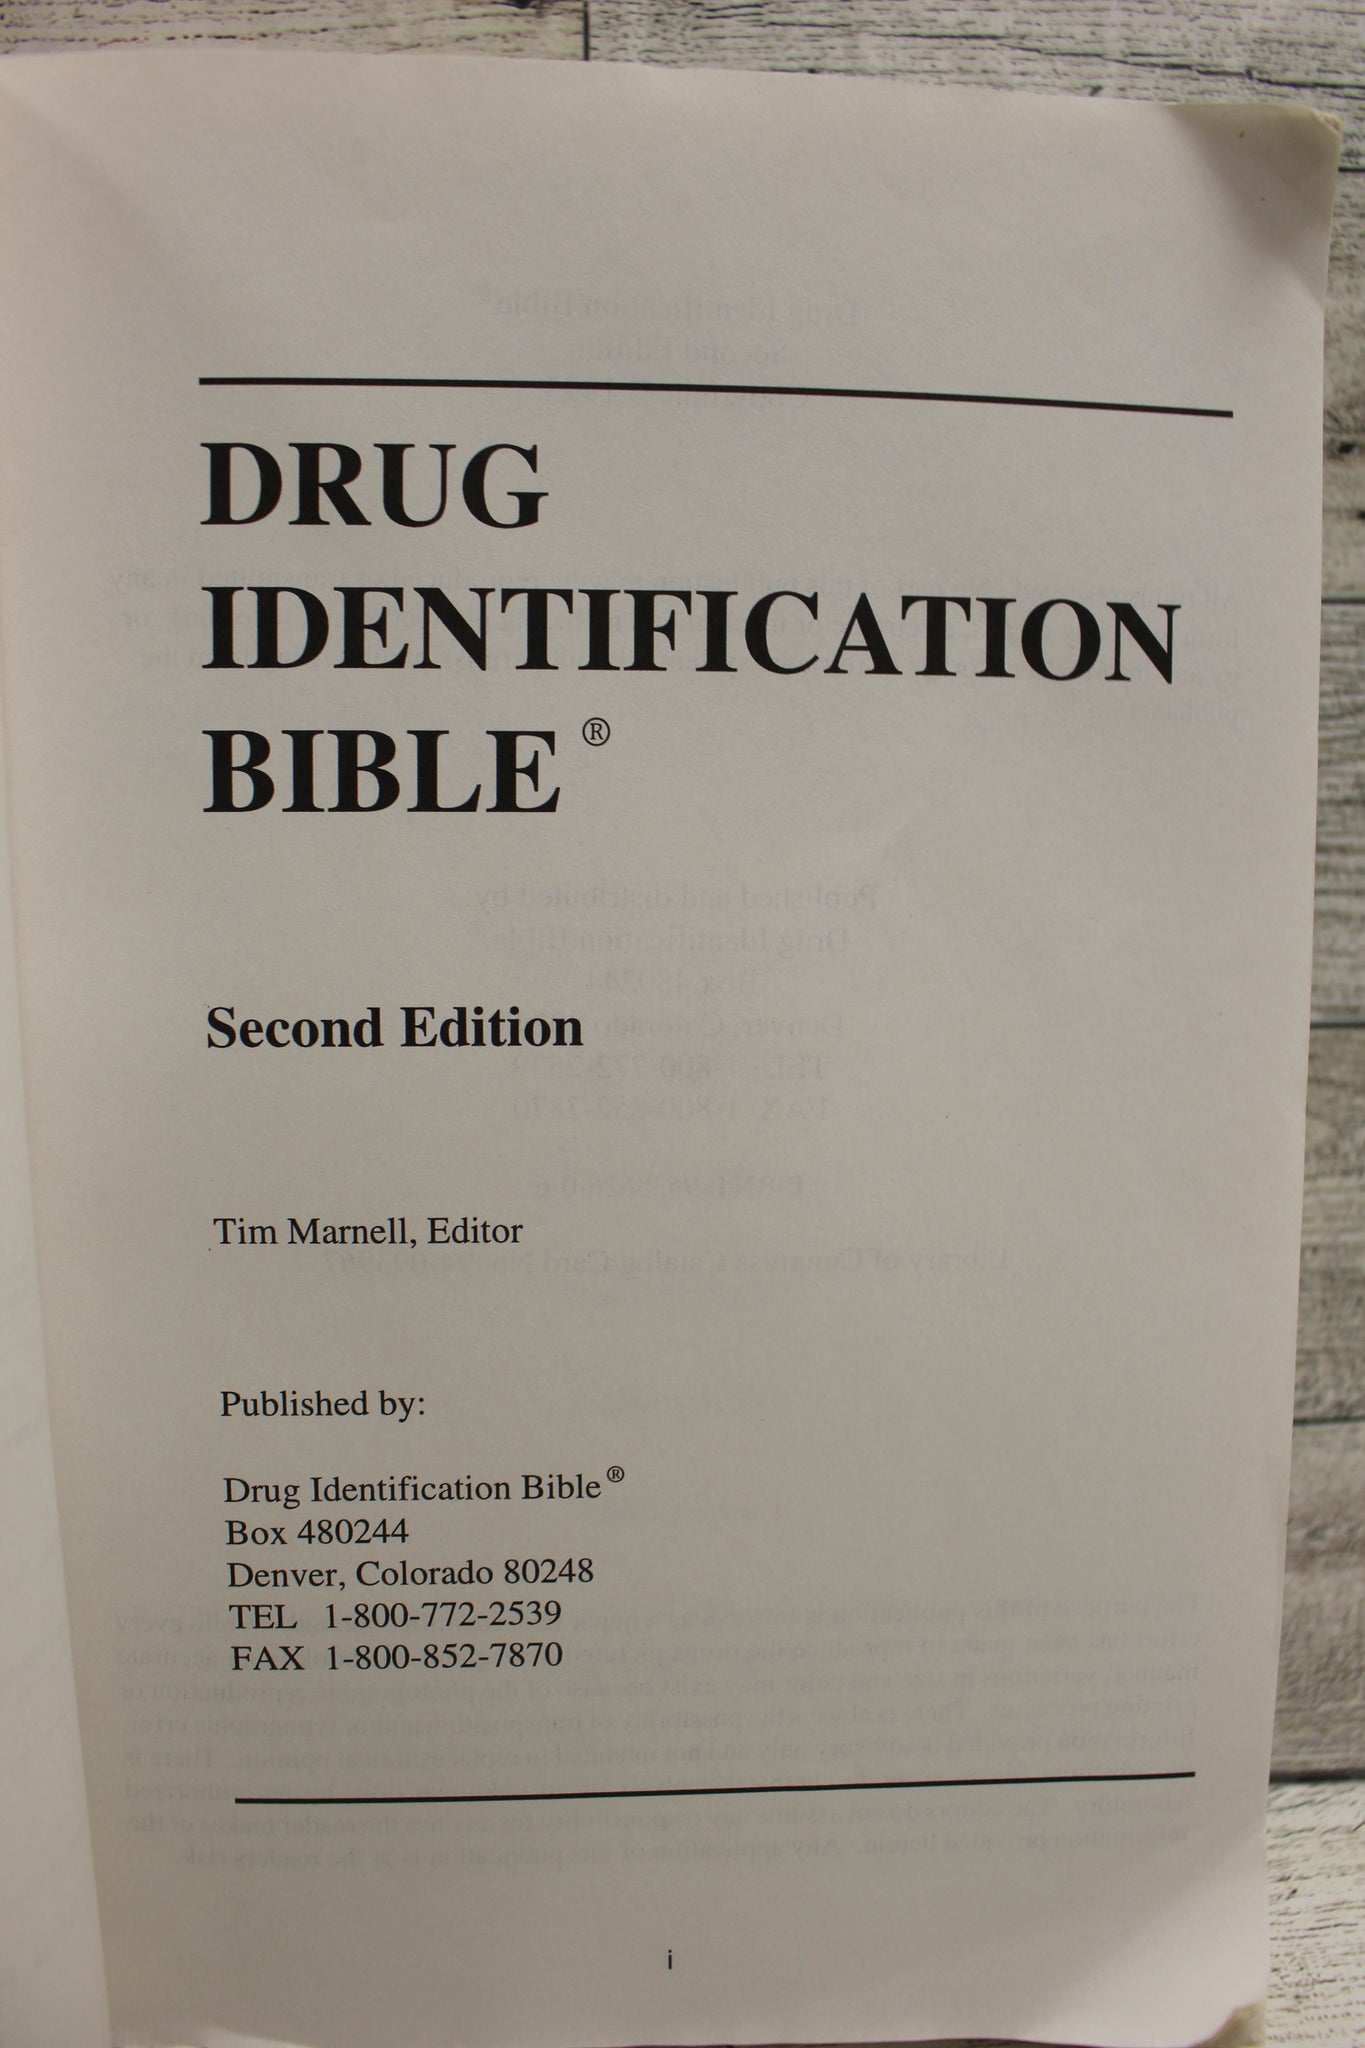 DRUG
IDENTIFICATION
BIBLE ®
Second Edition
Tim Marnell, Editor
Published by:
Drug Identification Bible ®
Box 480244
Denver, Colorado 80248
TEL 1-800-772-2539
FAX 1-800-852-7870
i